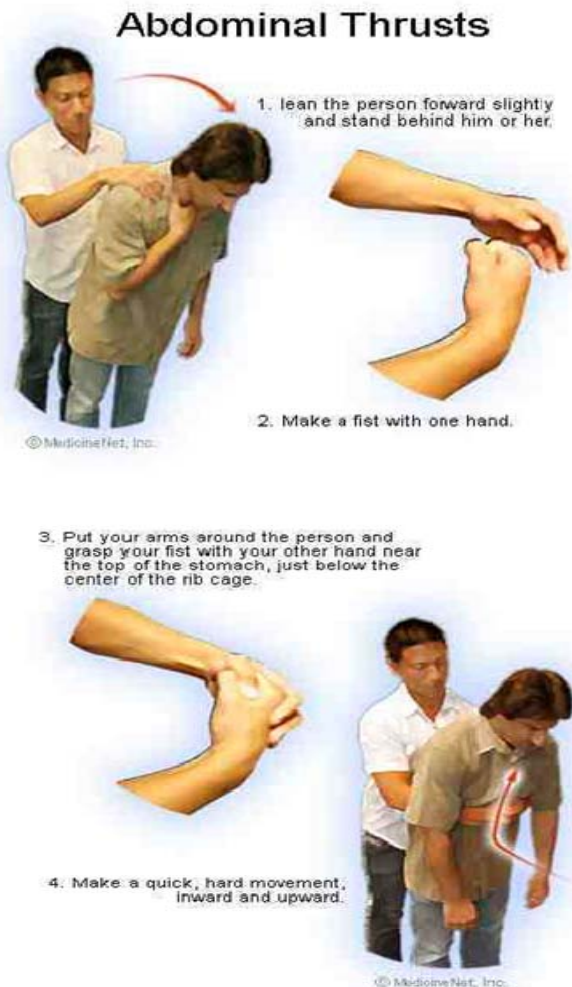 Abdominal Thrusts
1. lean the person forward slightly
and stand behind him or her.
2. Make a fist with one hand.
© MedicineNet, Inc.
3. Put your arms around the person and
grasp your fist with your other hand near
the top of the stomach, just below the
center of the rib cage.
4. Make a quick, hard movement,
inward and upward.
© MedicineNet, Inc.